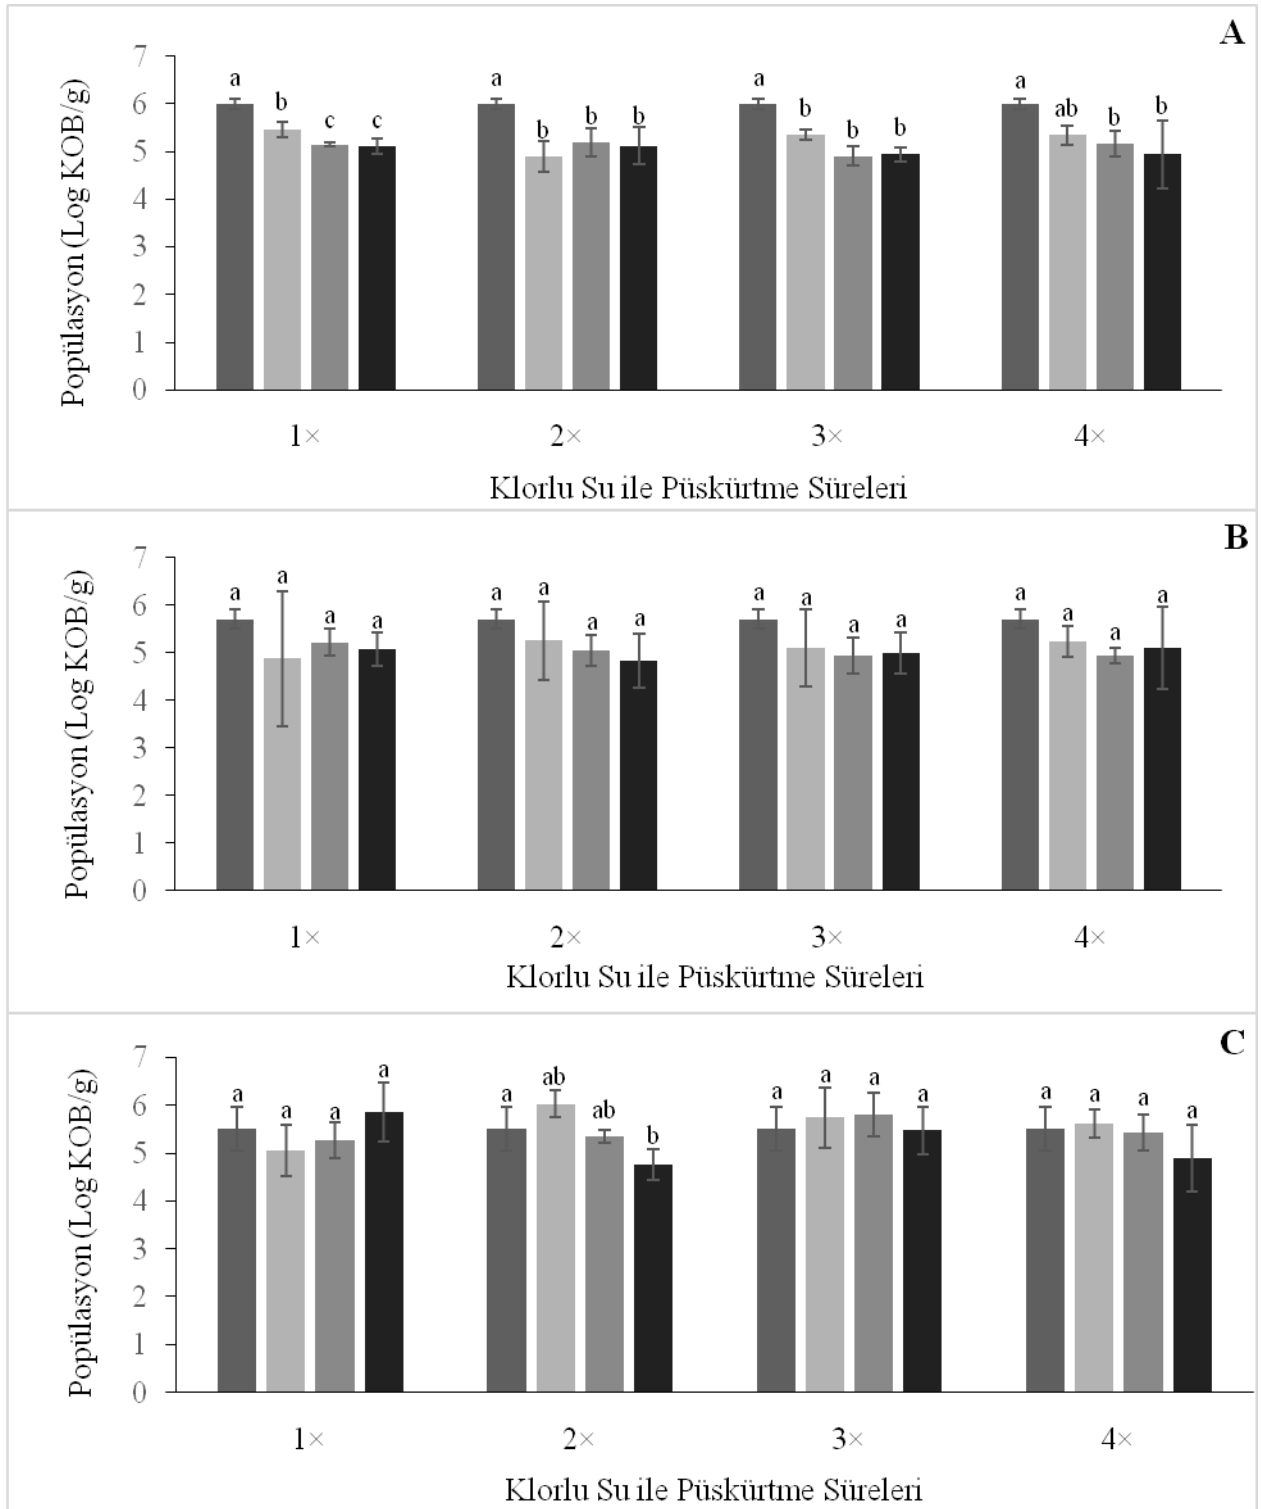 A
Popülasyon (Log KOB/g)
7
6
5
4
3
2
1
0
a b c c
a b b b
a b b b
a ab b b
1× 2× 3× 4×
Klorlu Su ile Püskürtme Süreleri
B
Popülasyon (Log KOB/g)
7
6
5
4
3
2
1
0
a a a a
a a a a
a a a a
a a a a
1× 2× 3× 4×
Klorlu Su ile Püskürtme Süreleri
C
Popülasyon (Log KOB/g)
7
6
5
4
3
2
1
0
a a a a
a ab ab b
a a a a
a a a a
1× 2× 3× 4×
Klorlu Su ile Püskürtme Süreleri